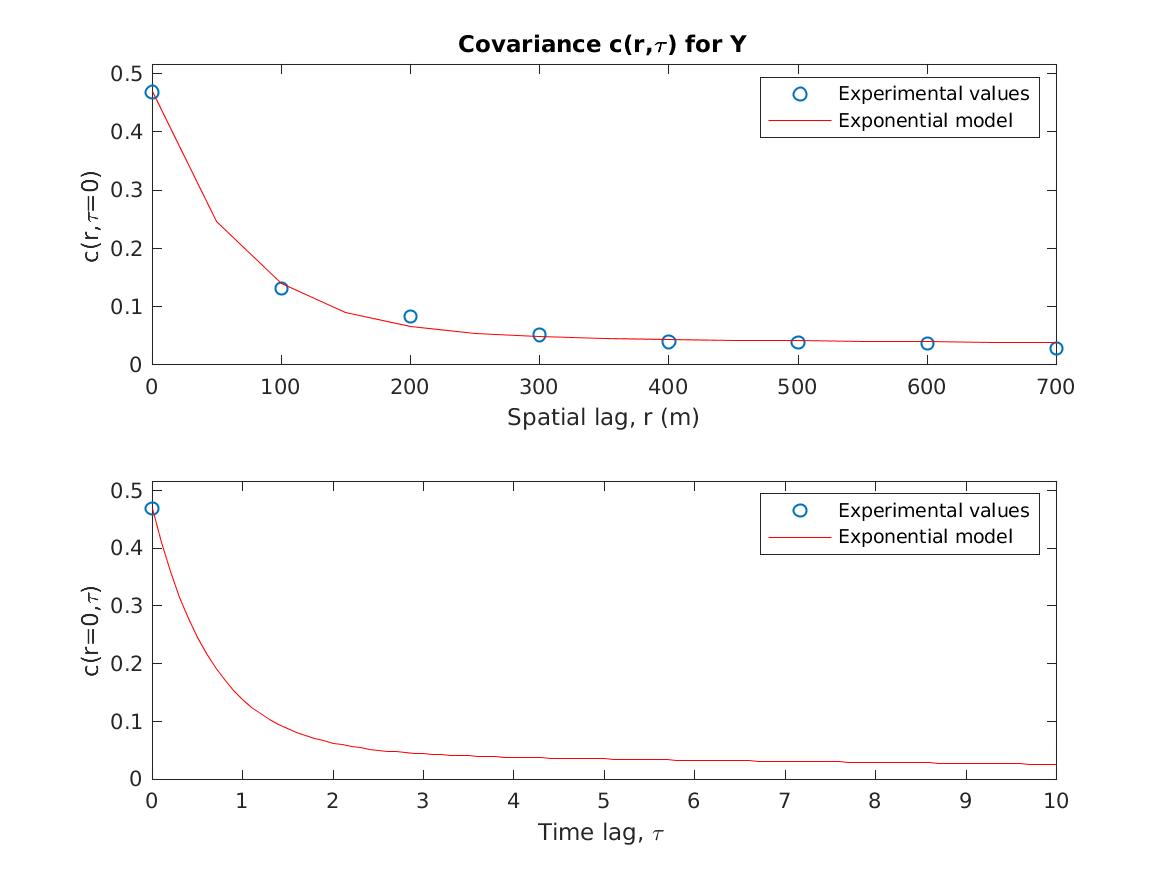 Covariance c(r,τ) for Y
0.5
0.4
0.3
0.2
0.1
0
c(r,τ=0)
Experimental values
Exponential model
0 100 200 300 400 500 600 700
Spatial lag, r (m)
0.5
0.4
0.3
0.2
0.1
0
c(r=0,τ)
Experimental values
Exponential model
0 1 2 3 4 5 6 7 8 9 10
Time lag, τ